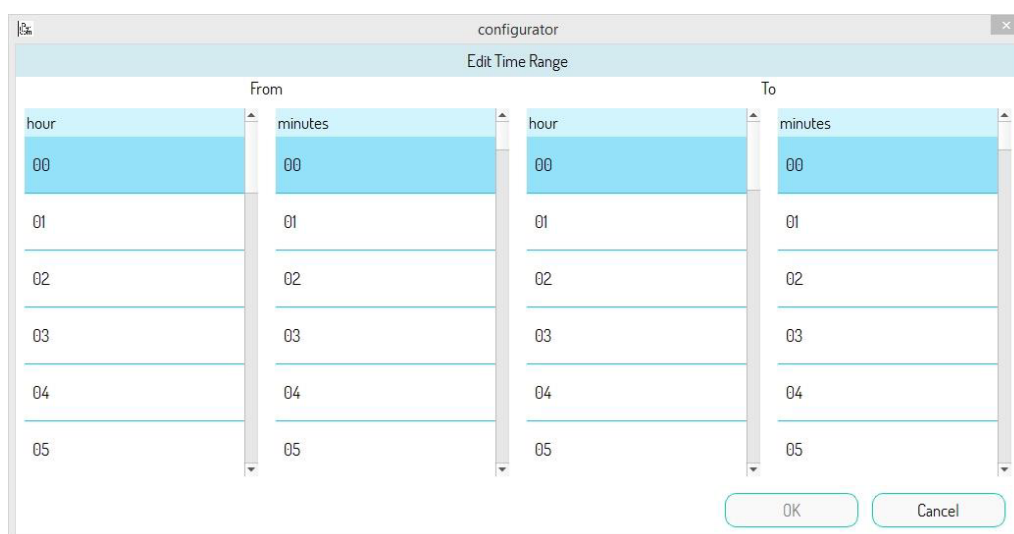 configurator
Edit Time Range
From To
hour minutes hour minutes
00 00 00 00
01 01 01 01
02 02 02 02
03 03 03 03
04 04 04 04
05 05 05 05
OK Cancel